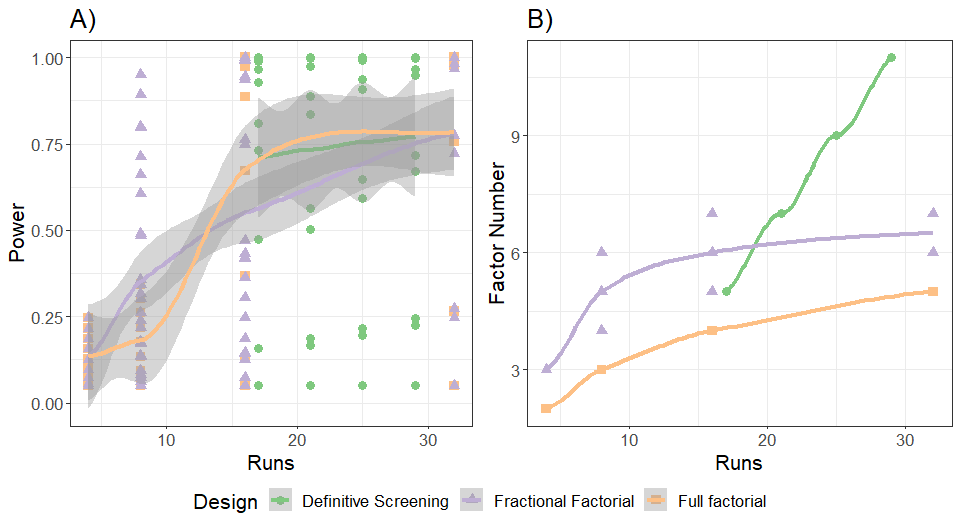 A)
B)
Power
1.00
0.75
0.50
0.25
0.00
10
20
30
Runs
Factor Number
9
6
3
10
20
30
Runs
Design
Definitive Screening
Fractional Factorial
Full factorial